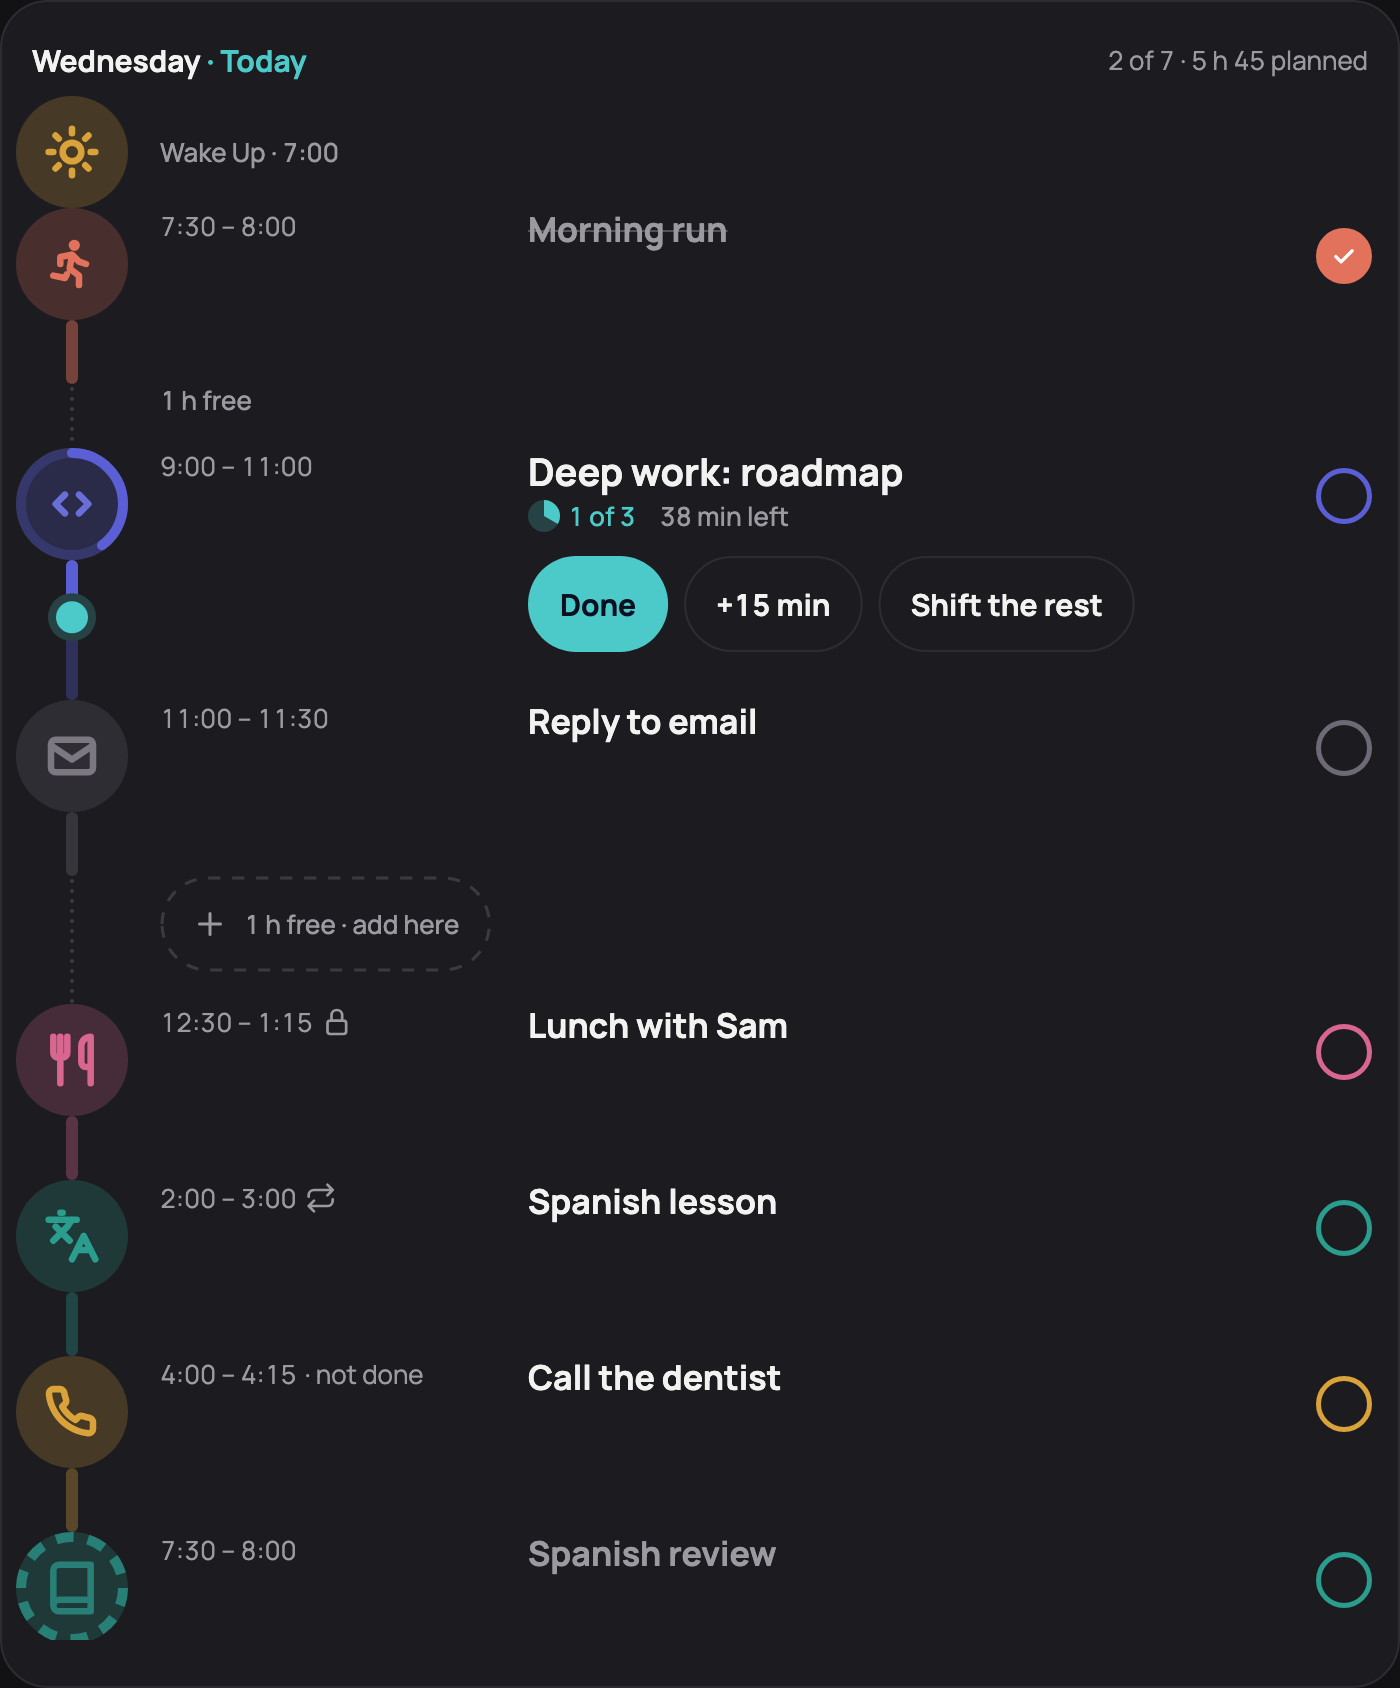 Wednesday · Today
2 of 7 · 5 h 45 planned
Wake Up · 7:00
7:30 – 8:00
Morning run
1 h free
9:00 – 11:00
Deep work: roadmap
1 of 3 38 min left
Done
+15 min
Shift the rest
11:00 – 11:30
Reply to email
1 h free · add here
12:30 – 1:15
Lunch with Sam
2:00 – 3:00
Spanish lesson
4:00 – 4:15 · not done
Call the dentist
7:30 – 8:00
Spanish review